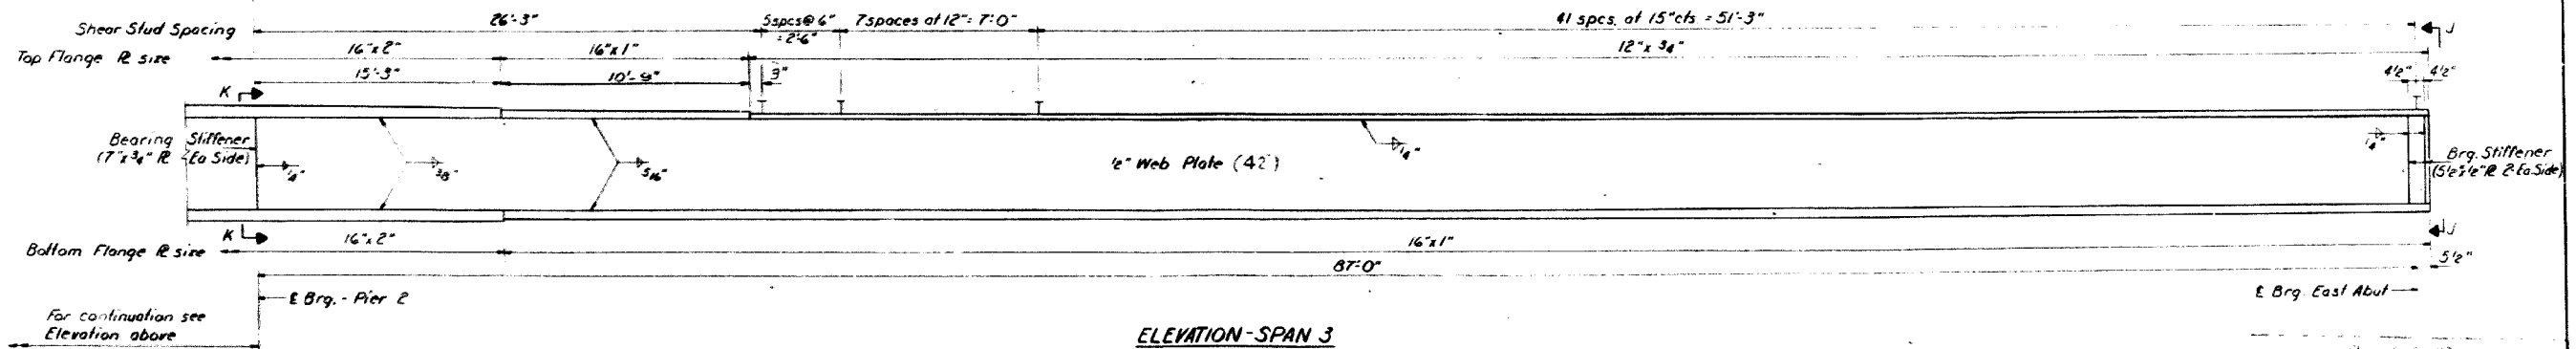 Shear Stud Spacing
26'-3"
5spcs@6"
= 2'-6"
7spaces at 12" = 7'-0"
41 spcs. at 15"cts. = 51'-3"
J
Top Flange ℞ size
16"x2"
16"x1"
12"x ¾"
15'-3"
10'-9"
3"
4½"
4½"
K
Bearing Stiffener
(7"x¾" ℞ 2 Ea Side)
¼"
⅜"
5/16"
½" Web Plate (42")
¼"
¼"
Brg. Stiffener
(5½"x½" ℞ 2-Ea.Side)
K
J
Bottom Flange ℞ size
16"x2"
16"x1"
87'-0"
5½"
℄ Brg. - Pier 2
℄ Brg. East Abut
For continuation see
Elevation above
ELEVATION-SPAN 3